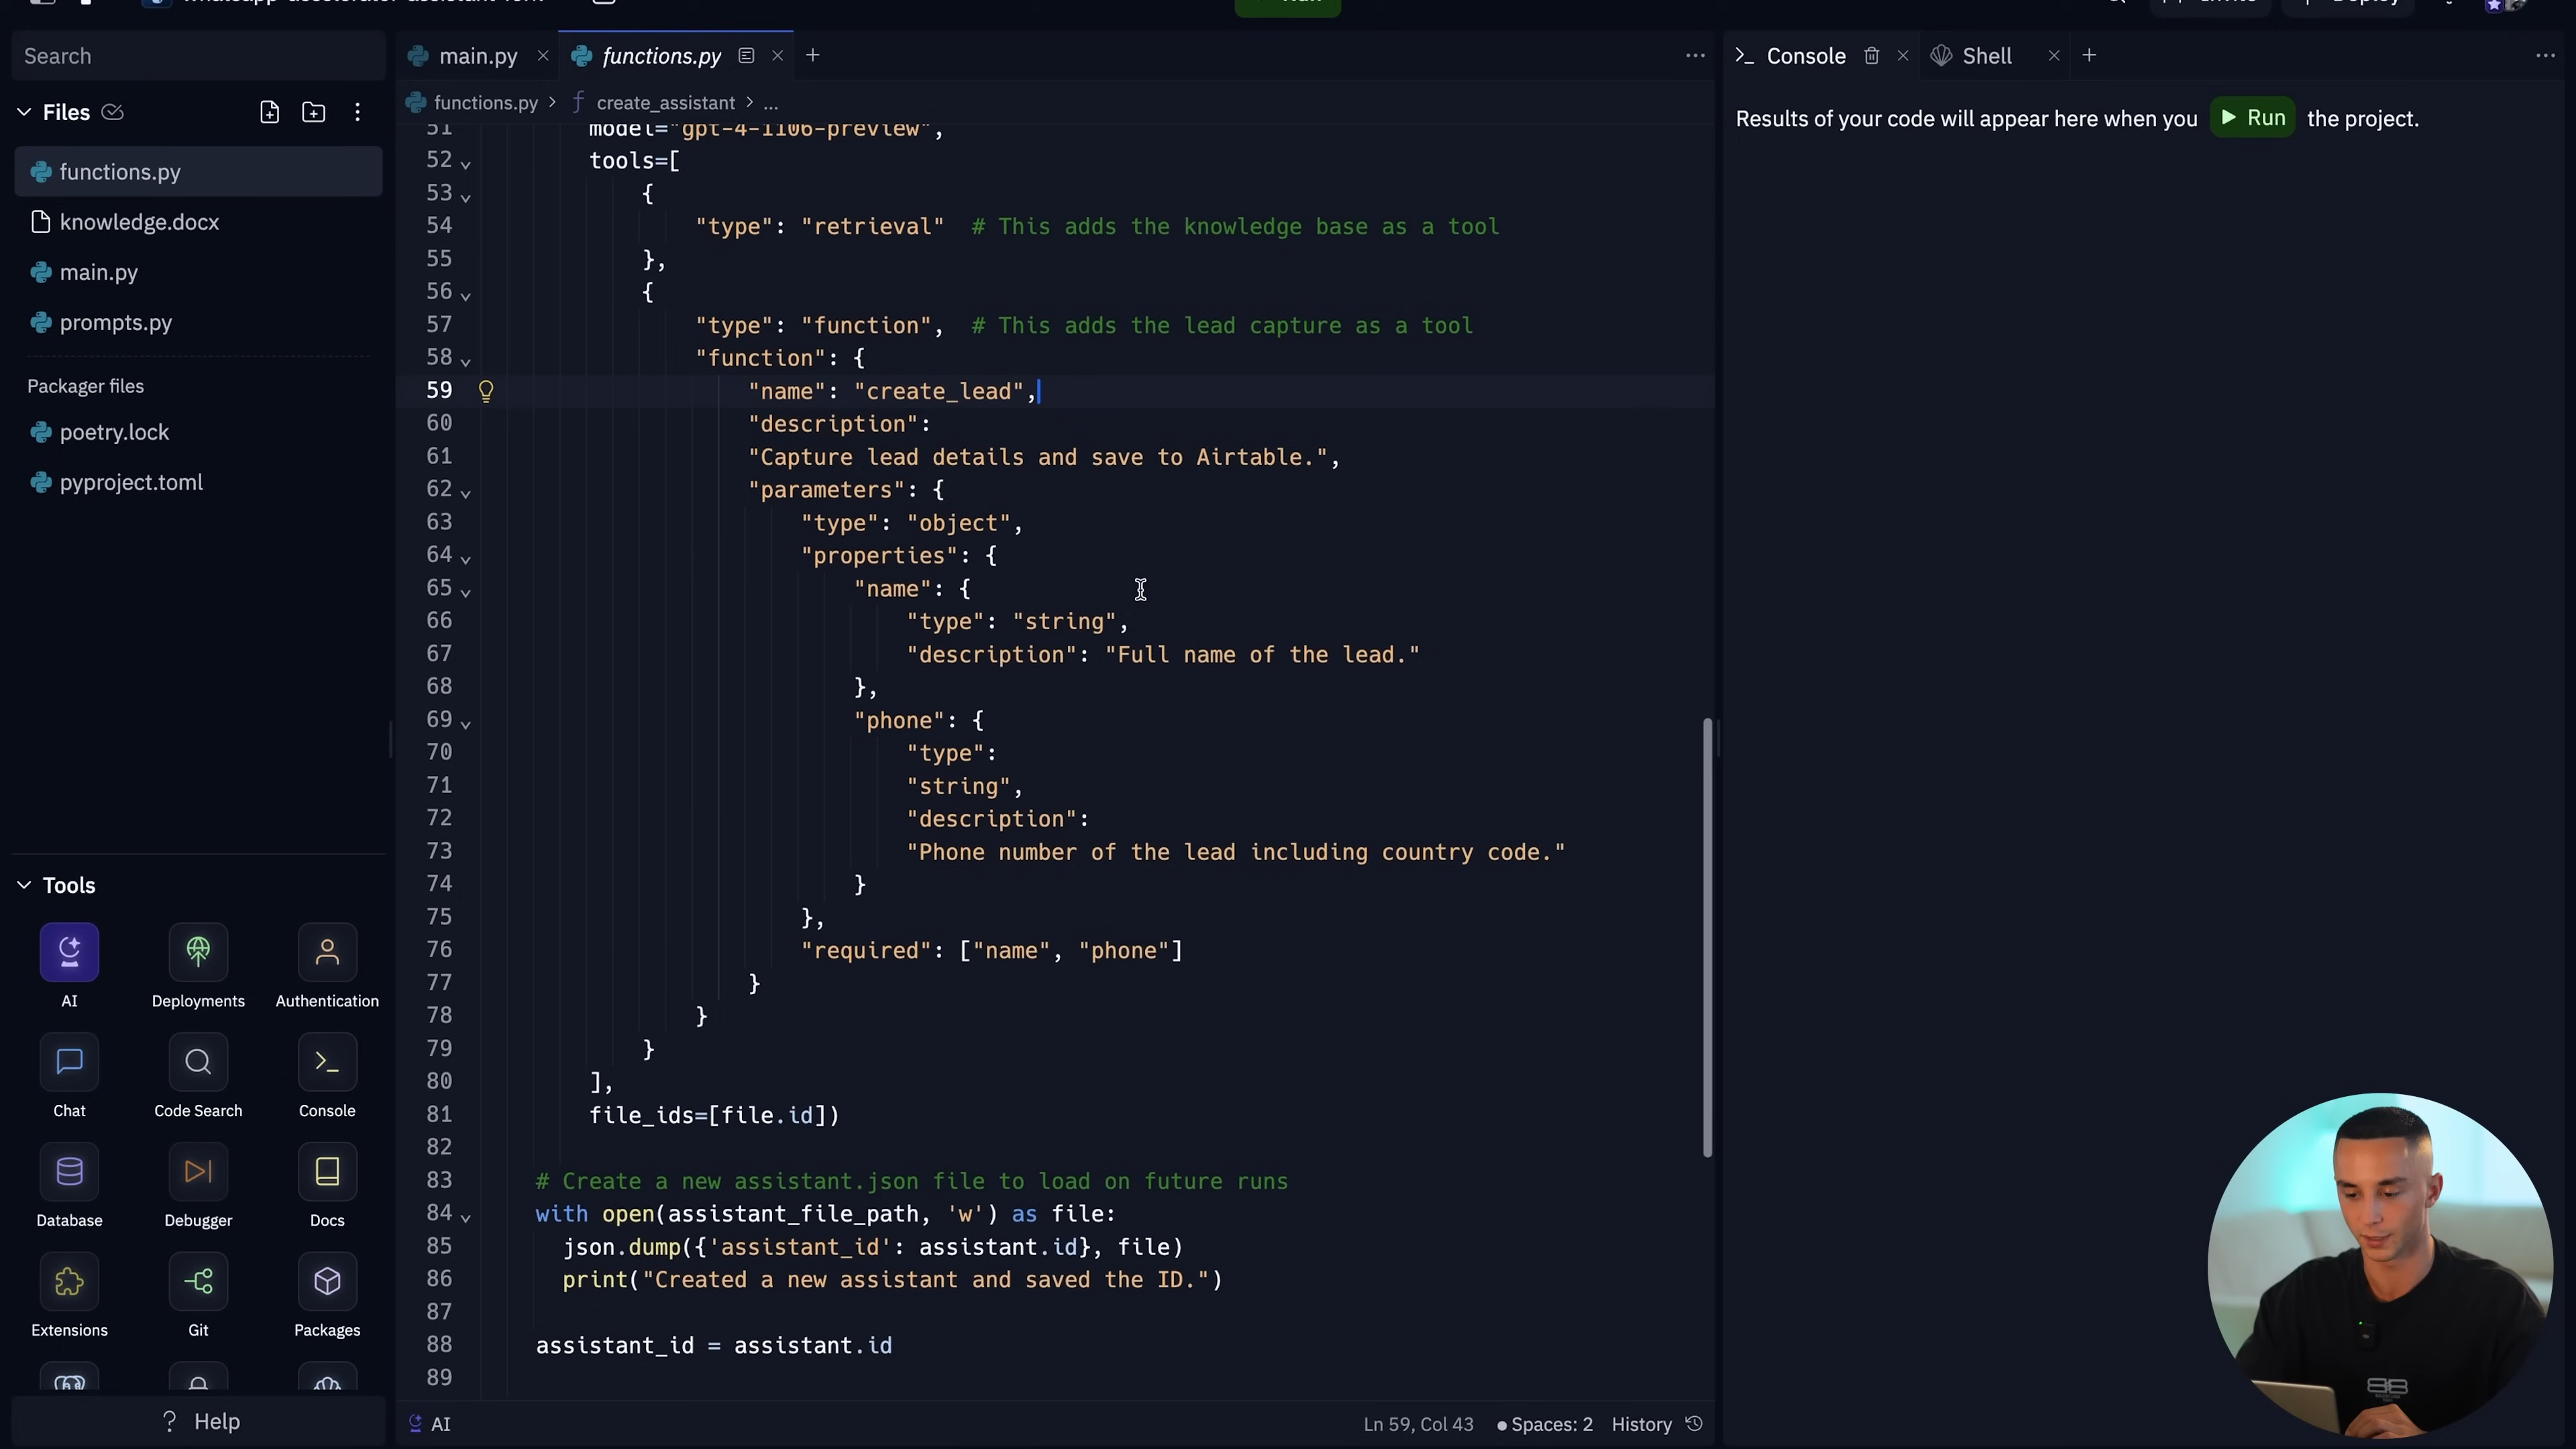 Search
Files
functions.py
knowledge.docx
main.py
prompts.py
Packager files
poetry.lock
pyproject.toml
Tools
AI
Deployments
Authentication
Chat
Code Search
Console
Database
Debugger
Docs
Extensions
Git
Packages
? Help
main.py
functions.py
functions.py > create_assistant > ...
51 model="gpt-4-1106-preview",
52 tools=[
53 {
54 "type": "retrieval"  # This adds the knowledge base as a tool
55 },
56 {
57 "type": "function",  # This adds the lead capture as a tool
58 "function": {
59 "name": "create_lead",
60 "description":
61 "Capture lead details and save to Airtable.",
62 "parameters": {
63 "type": "object",
64 "properties": {
65 "name": {
66 "type": "string",
67 "description": "Full name of the lead."
68 },
69 "phone": {
70 "type":
71 "string",
72 "description":
73 "Phone number of the lead including country code."
74 }
75 },
76 "required": ["name", "phone"]
77 }
78 }
79 }
80 ],
81 file_ids=[file.id])
82
83 # Create a new assistant.json file to load on future runs
84 with open(assistant_file_path, 'w') as file:
85 json.dump({'assistant_id': assistant.id}, file)
86 print("Created a new assistant and saved the ID.")
87
88 assistant_id = assistant.id
89
AI
Ln 59, Col 43
Spaces: 2
History
Console
Shell
Results of your code will appear here when you Run the project.